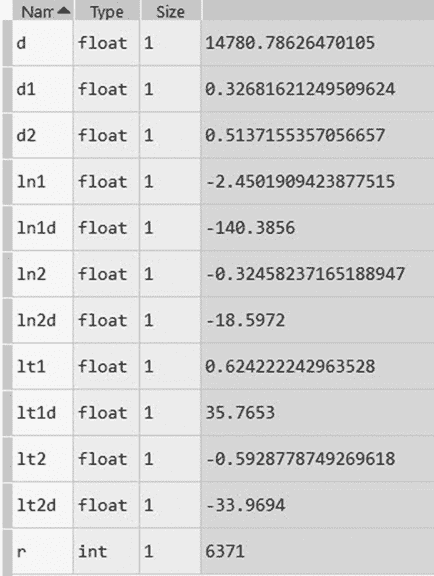 Nam Type Size
d float 1 14780.78626470105
d1 float 1 0.32681621249509624
d2 float 1 0.5137155357056657
ln1 float 1 -2.4501909423877515
ln1d float 1 -140.3856
ln2 float 1 -0.32458237165188947
ln2d float 1 -18.5972
lt1 float 1 0.624222242963528
lt1d float 1 35.7653
lt2 float 1 -0.5928778749269618
lt2d float 1 -33.9694
r int 1 6371